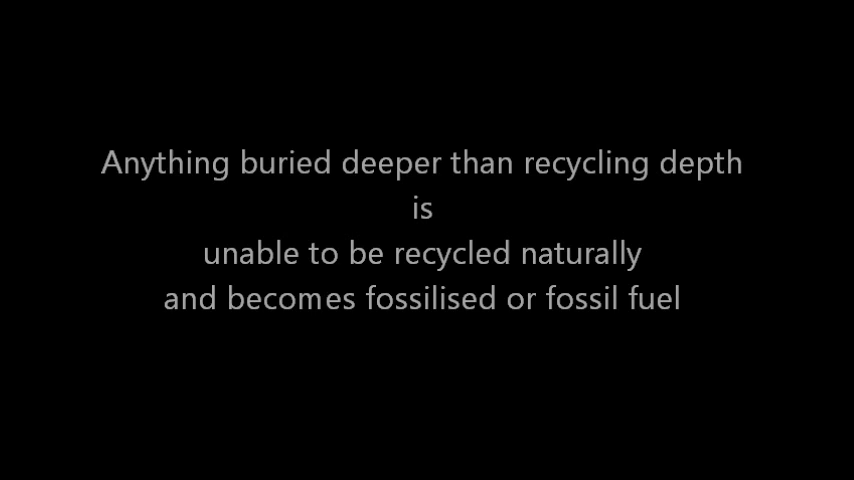 Anything buried deeper than recycling depth
is
unable to be recycled naturally
and becomes fossilised or fossil fuel